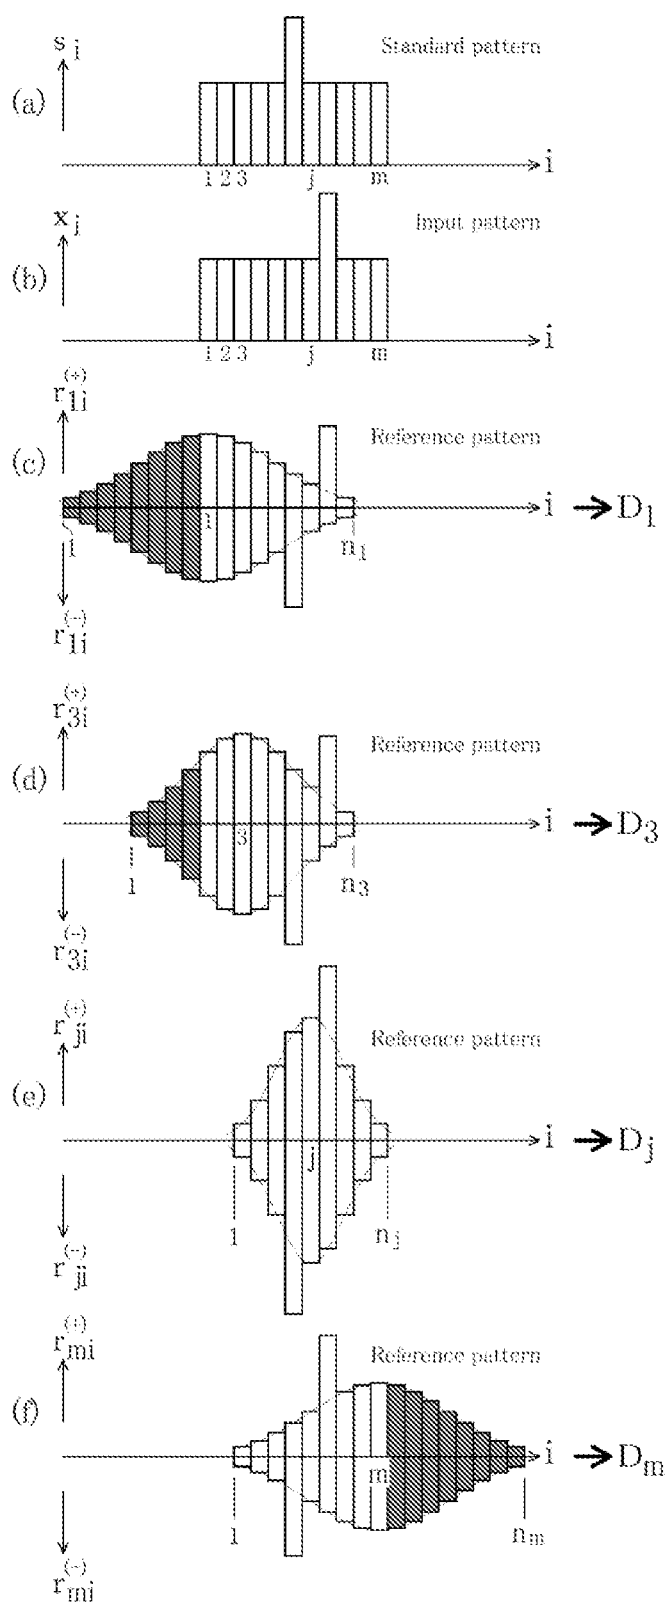 s j
Standard pattern
(a)
i
1 2 3 j m
x j
Input pattern
(b)
i
1 2 3 j m
r 1i (+)
Reference pattern
(c)
1
i → D1
1 n1
r 1i (−)
r 3i (+)
Reference pattern
(d)
3
i → D3
1 n3
r 3i (−)
r ji (+)
Reference pattern
(e)
j
i → Dj
1 nj
r ji (−)
r mi (+)
Reference pattern
(f)
m
i → Dm
1 nm
r mi (−)